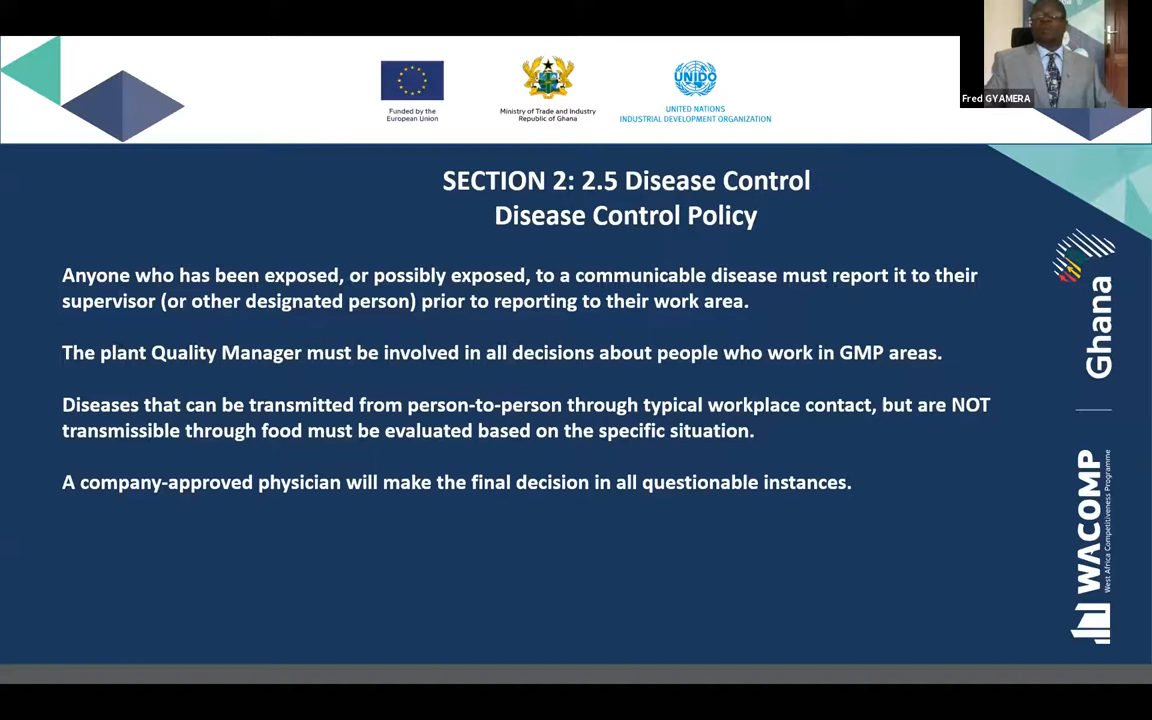 Fred GYAMERA
Funded by the
European Union
Ministry of Trade and Industry
Republic of Ghana
UNIDO
UNITED NATIONS
INDUSTRIAL DEVELOPMENT ORGANIZATION
SECTION 2: 2.5 Disease Control
Disease Control Policy
Anyone who has been exposed, or possibly exposed, to a communicable disease must report it to their
supervisor (or other designated person) prior to reporting to their work area.
The plant Quality Manager must be involved in all decisions about people who work in GMP areas.
Diseases that can be transmitted from person-to-person through typical workplace contact, but are NOT
transmissible through food must be evaluated based on the specific situation.
A company-approved physician will make the final decision in all questionable instances.
Ghana
WACOMP
West Africa Competitiveness Programme